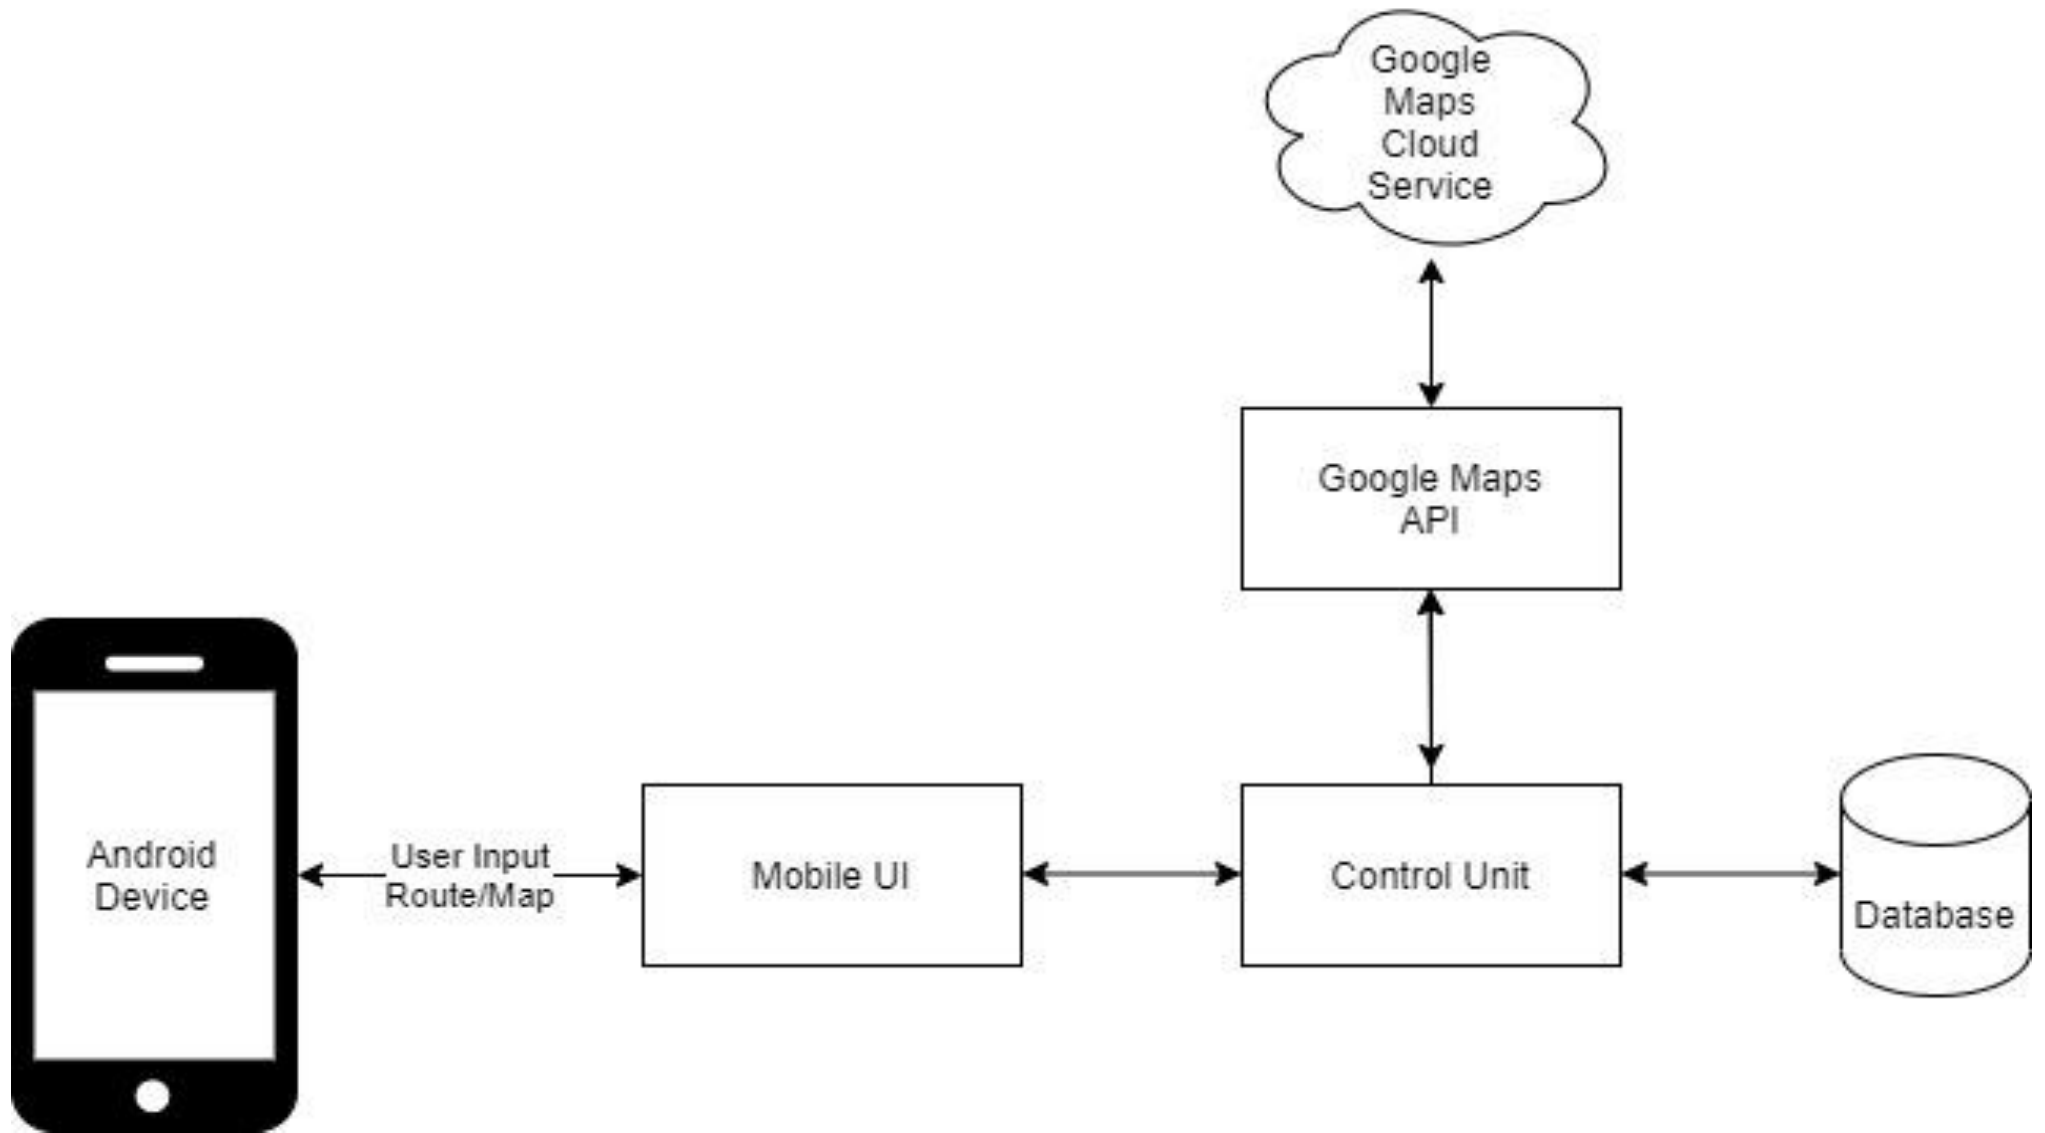 Google
Maps
Cloud
Service
Google Maps
API
Android
Device
User Input
Route/Map
Mobile UI
Control Unit
Database